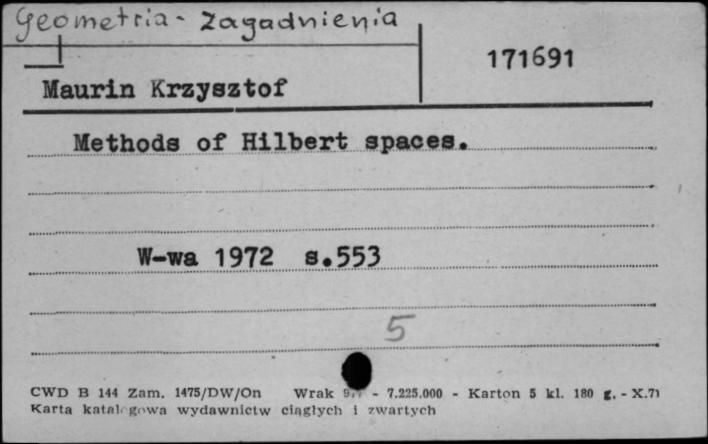 Geometria - Zagadnienia
171691
Maurin Krzysztof
Methods of Hilbert spaces.
W-wa 1972 s.553
5
CWD B 144 Zam. 1475/DW/On Wrak - 7.225.000 - Karton 5 kl. 180 g. - X.71
Karta katalogowa wydawnictw ciągłych i zwartych